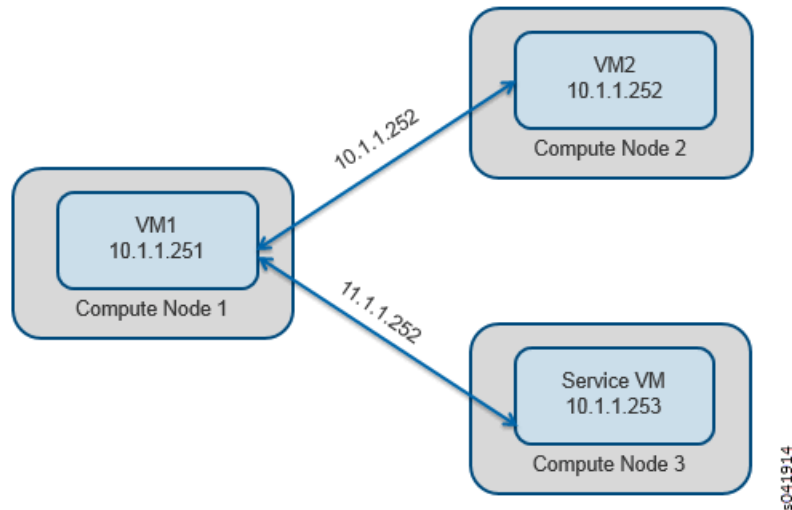 VM2
10.1.1.252
Compute Node 2
10.1.1.252
VM1
10.1.1.251
Compute Node 1
11.1.1.252
Service VM
10.1.1.253
Compute Node 3
s041914